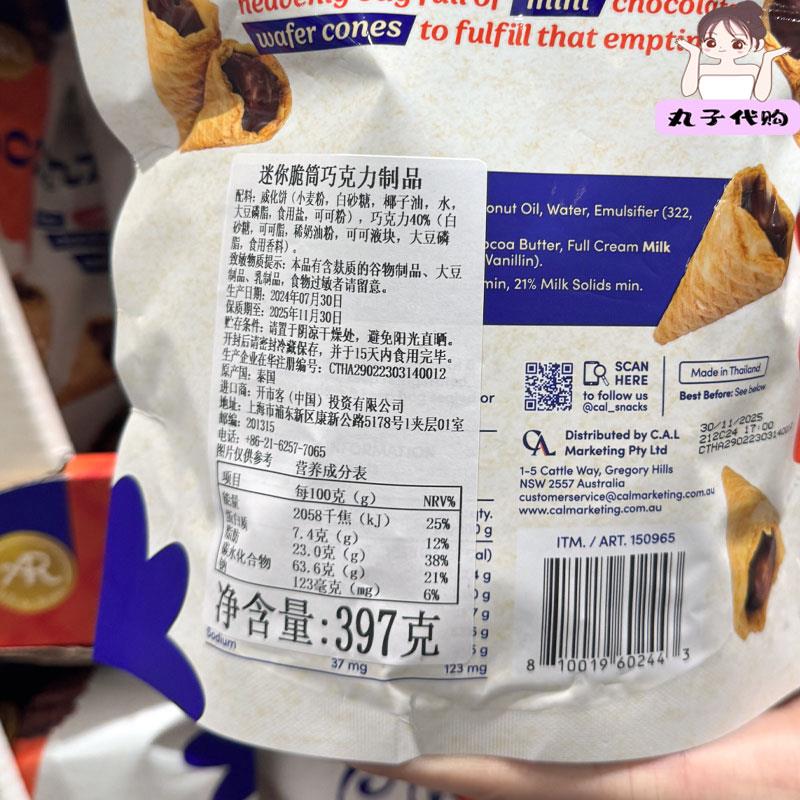 heavenly bag full of mini chocolate
wafer cones to fulfill that
丸子代购
迷你脆筒巧克力制品
配料：威化饼（小麦粉，白砂糖，椰子油，水，
大豆磷脂，食用盐，可可粉），巧克力40%（白
砂糖，可可脂，稀奶油粉，可可液块，大豆磷
脂，食用香料）。
致敏物质提示：本品有含麸质的谷物制品、大豆
制品、乳制品，食物过敏者请留意。
生产日期：2024年07月30日
保质期至：2025年11月30日
贮存条件：请置于阴凉干燥处，避免阳光直晒。
开封后请密封冷藏保存，并于15天内食用完毕。
生产企业在华注册编号：CTHA29022303140012
原产国：泰国
进口商：开市客（中国）投资有限公司
地址：上海市浦东新区康新公路5178号1夹层01室
邮编：201315
电话：+86-21-6257-7065
图片仅供参考
营养成分表
项目 每100克（g） NRV%
能量 2058千焦（kJ） 25%
蛋白质 7.4克（g） 12%
脂肪 23.0克（g） 38%
碳水化合物 63.6克（g） 21%
钠 123毫克（mg） 6%
净含量:397克
Sodium 37 mg 123 mg
onut Oil, Water, Emulsifier (322,
ocoa Butter, Full Cream Milk
Vanillin).
min, 21% Milk Solids min.
SCAN
HERE
to follow us
@cal_snacks
Made in Thailand
Best Before: See below
30/11/2025
212C24 17:00
CTHA29022303140
CA
Distributed by C.A.L
Marketing Pty Ltd
1-5 Cattle Way, Gregory Hills
NSW 2557 Australia
customerservice@calmarketing.com.au
www.calmarketing.com.au
ITM. / ART. 150965
8 10019 60244 3
AR